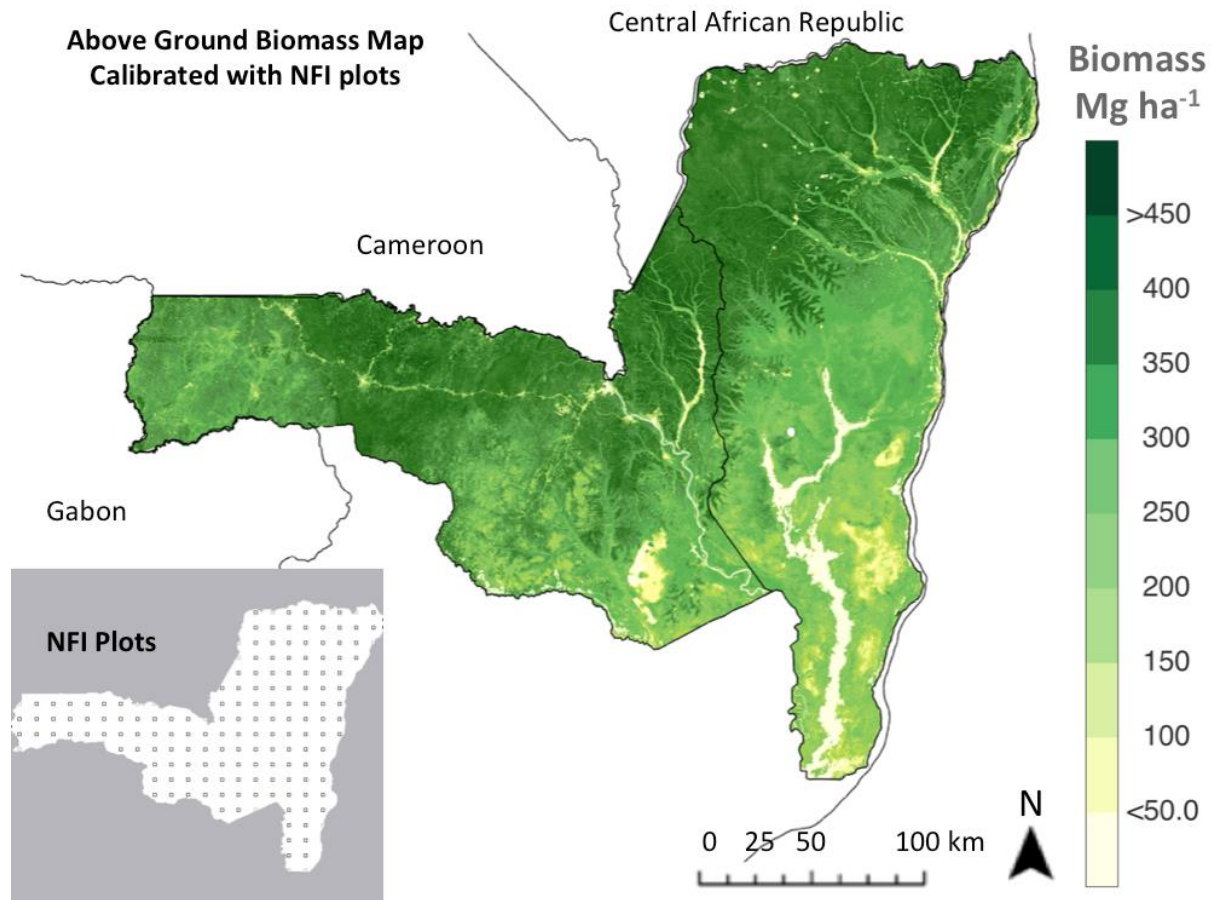 Above Ground Biomass Map
Calibrated with NFI plots
Central African Republic
Biomass
Mg ha⁻¹
>450
400
350
300
250
200
150
100
<50.0
Cameroon
Gabon
NFI Plots
N
0 25 50 100 km